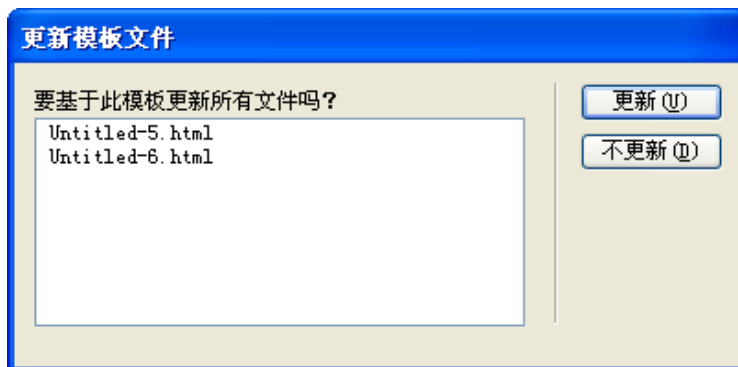 更新模板文件
要基于此模板更新所有文件吗?
Untitled-5.html
Untitled-6.html
更新(U)
不更新(D)